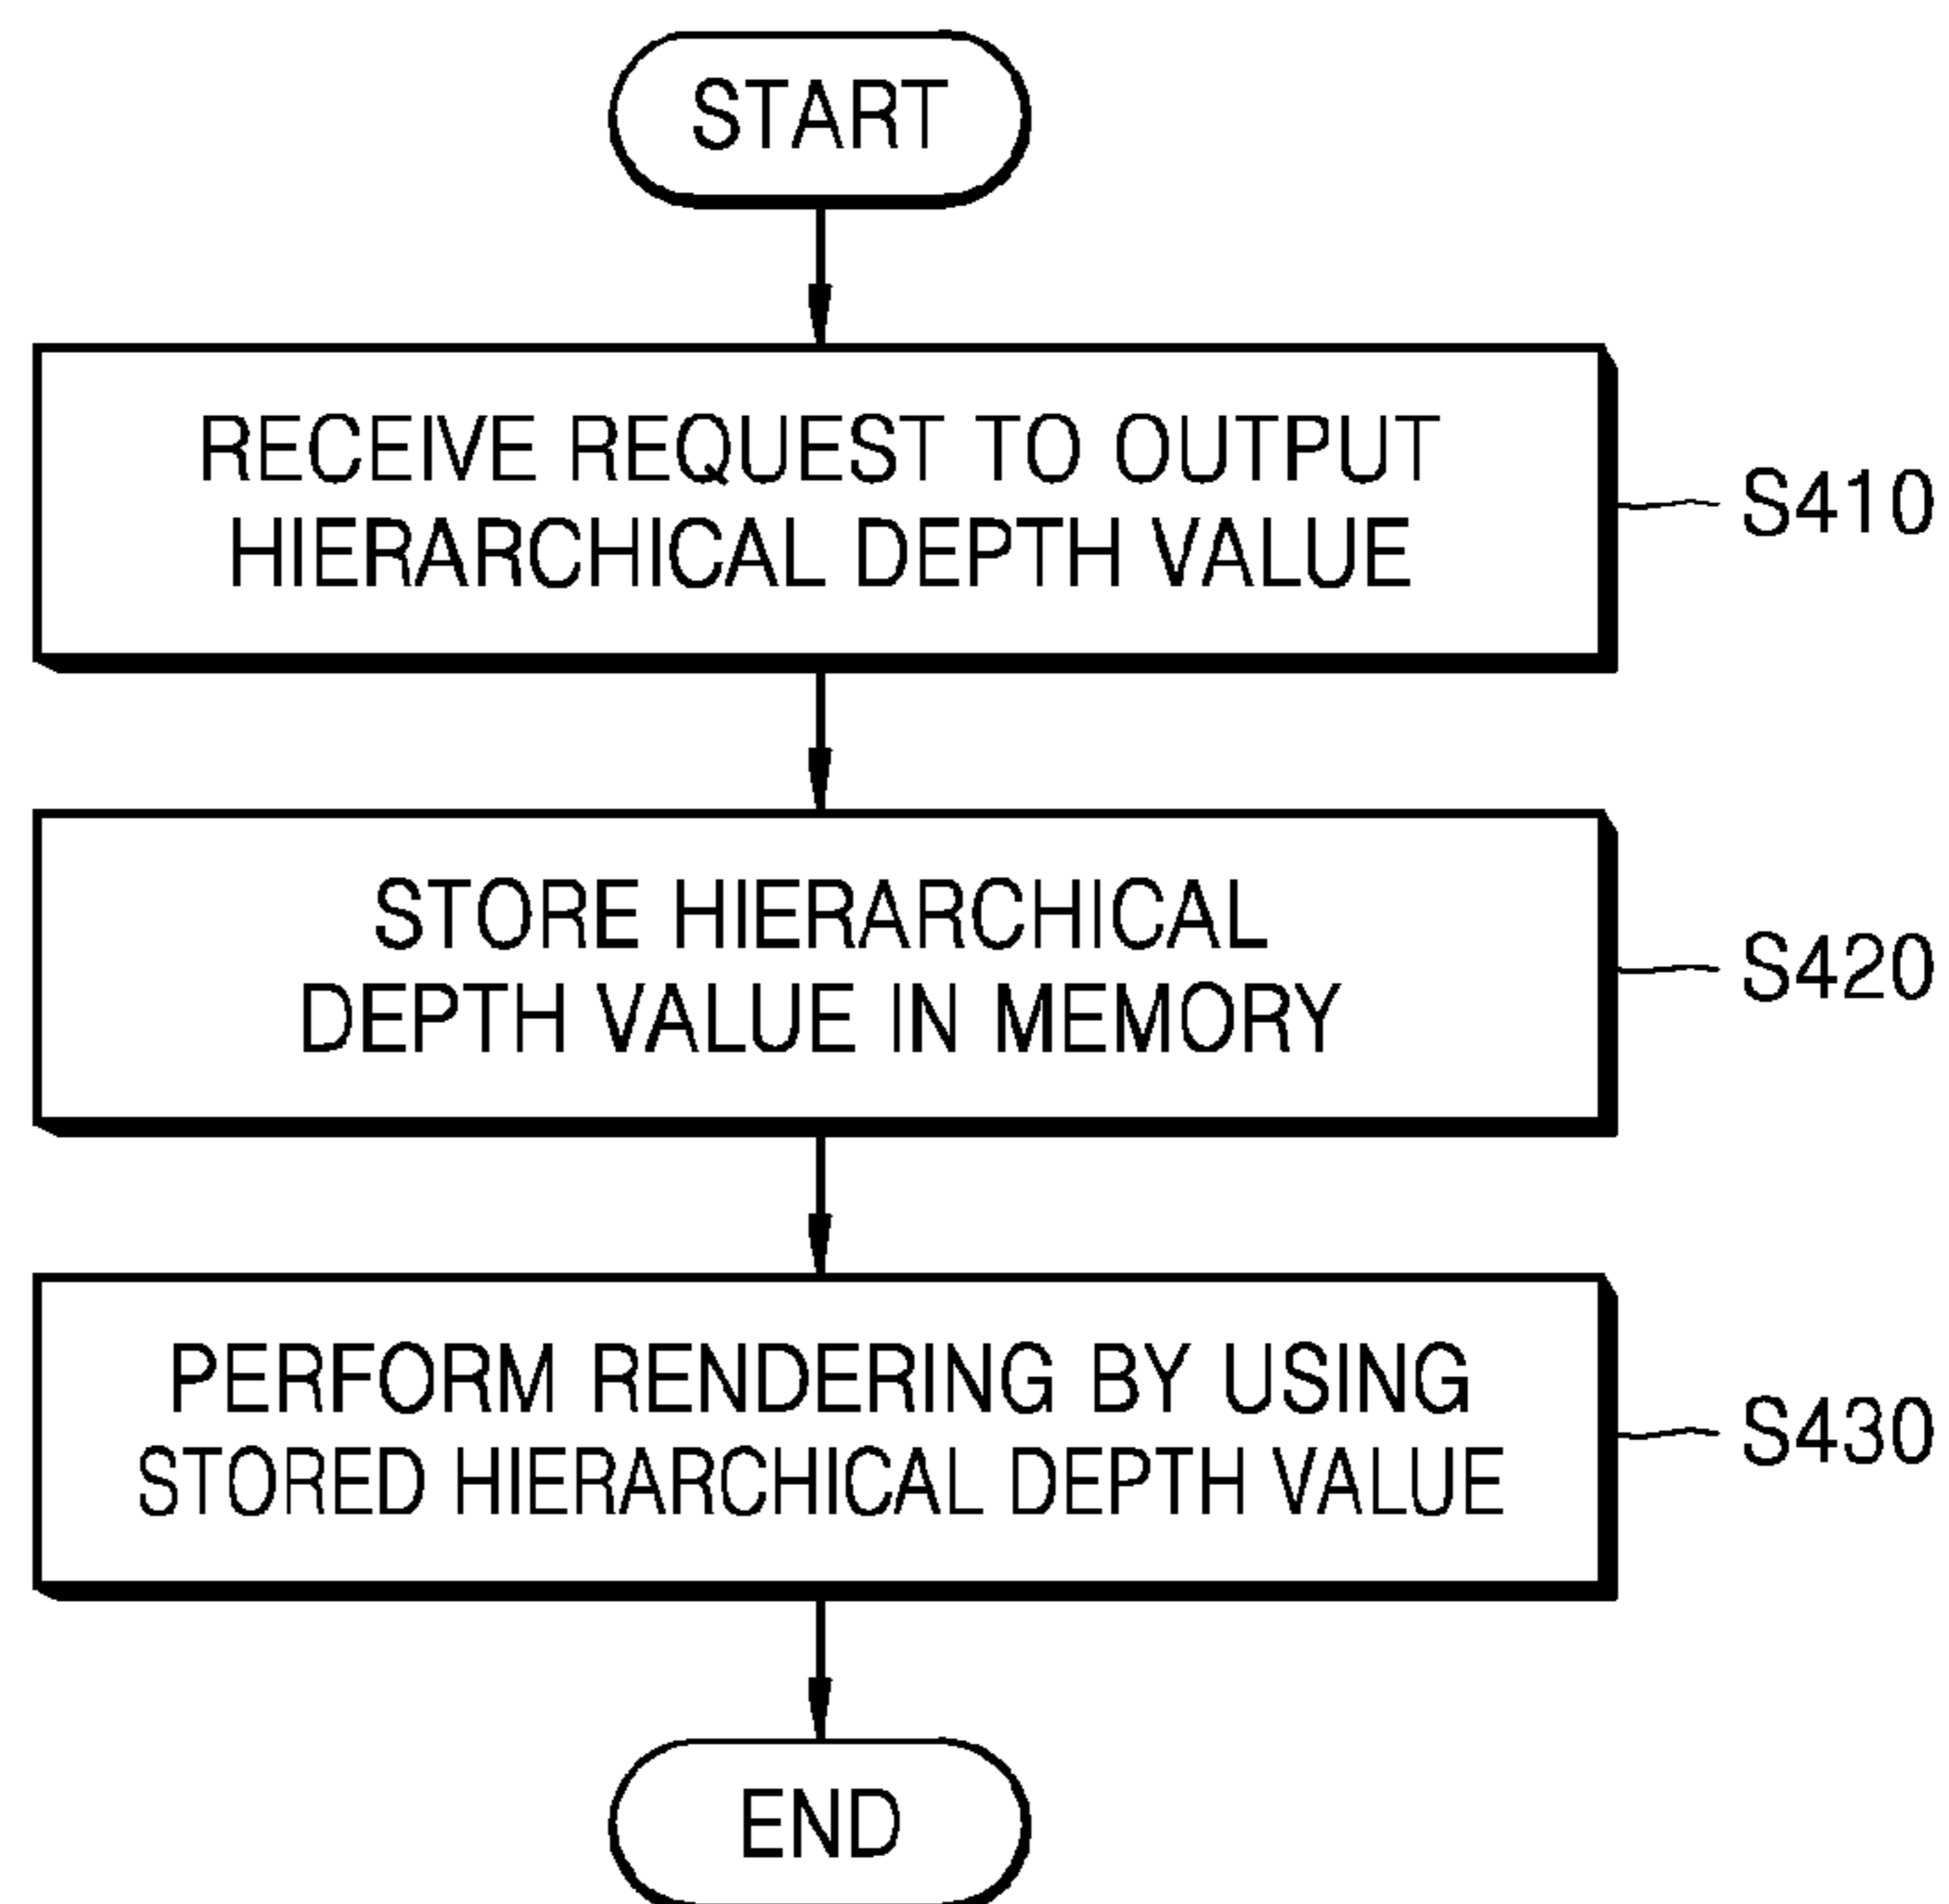 START
RECEIVE REQUEST TO OUTPUT
HIERARCHICAL DEPTH VALUE
S410
STORE HIERARCHICAL
DEPTH VALUE IN MEMORY
S420
PERFORM RENDERING BY USING
STORED HIERARCHICAL DEPTH VALUE
S430
END